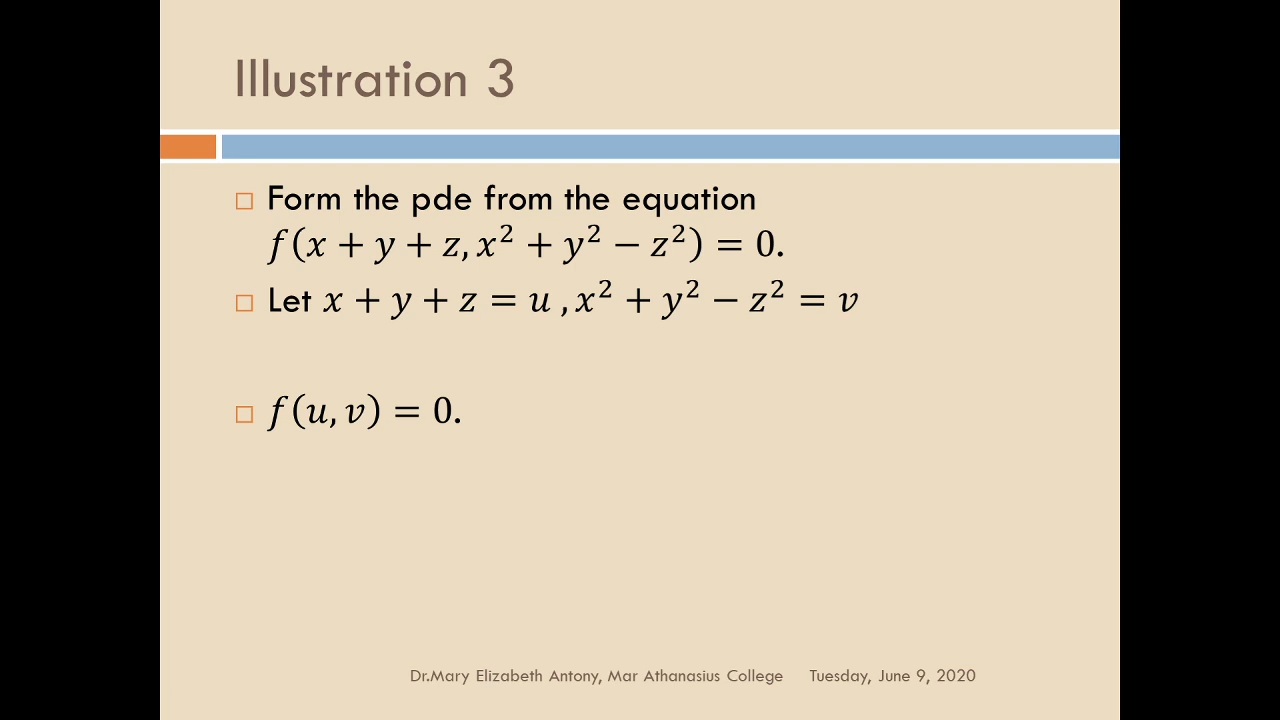 Illustration 3
Form the pde from the equation
𝑓(𝑥 + 𝑦 + 𝑧, 𝑥² + 𝑦² − 𝑧²) = 0.
Let 𝑥 + 𝑦 + 𝑧 = 𝑢 , 𝑥² + 𝑦² − 𝑧² = 𝑣
𝑓(𝑢, 𝑣) = 0.
Dr.Mary Elizabeth Antony, Mar Athanasius College Tuesday, June 9, 2020